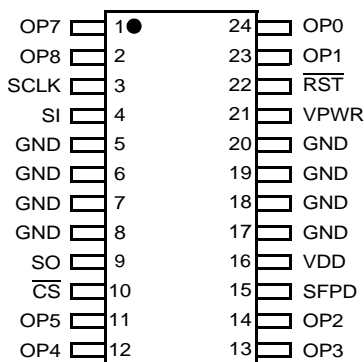 OP7 1 24 OP0
OP8 2 23 OP1
SCLK 3 22 R̅S̅T̅
SI 4 21 VPWR
GND 5 20 GND
GND 6 19 GND
GND 7 18 GND
GND 8 17 GND
SO 9 16 VDD
C̅S̅ 10 15 SFPD
OP5 11 14 OP2
OP4 12 13 OP3